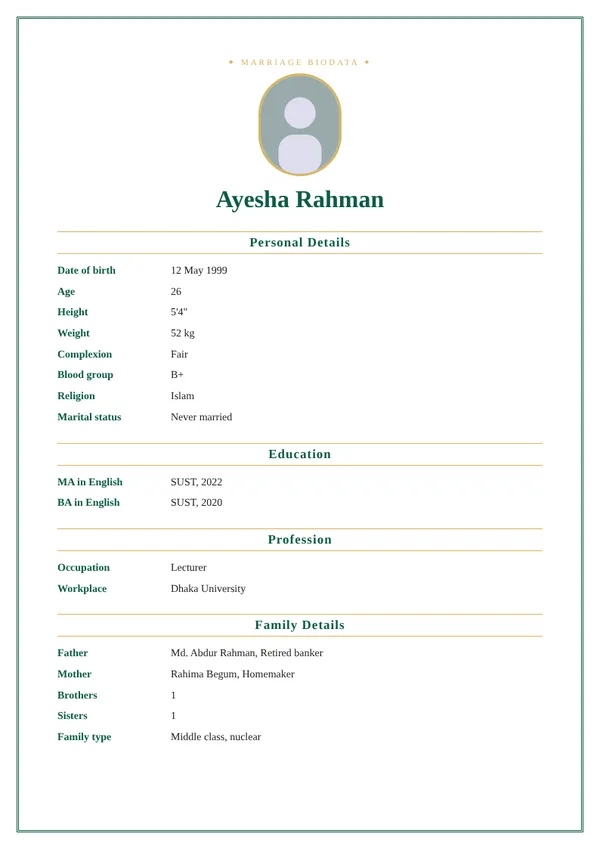 ✦ MARRIAGE BIODATA ✦
Ayesha Rahman
Personal Details
Date of birth 12 May 1999
Age 26
Height 5'4"
Weight 52 kg
Complexion Fair
Blood group B+
Religion Islam
Marital status Never married
Education
MA in English SUST, 2022
BA in English SUST, 2020
Profession
Occupation Lecturer
Workplace Dhaka University
Family Details
Father Md. Abdur Rahman, Retired banker
Mother Rahima Begum, Homemaker
Brothers 1
Sisters 1
Family type Middle class, nuclear